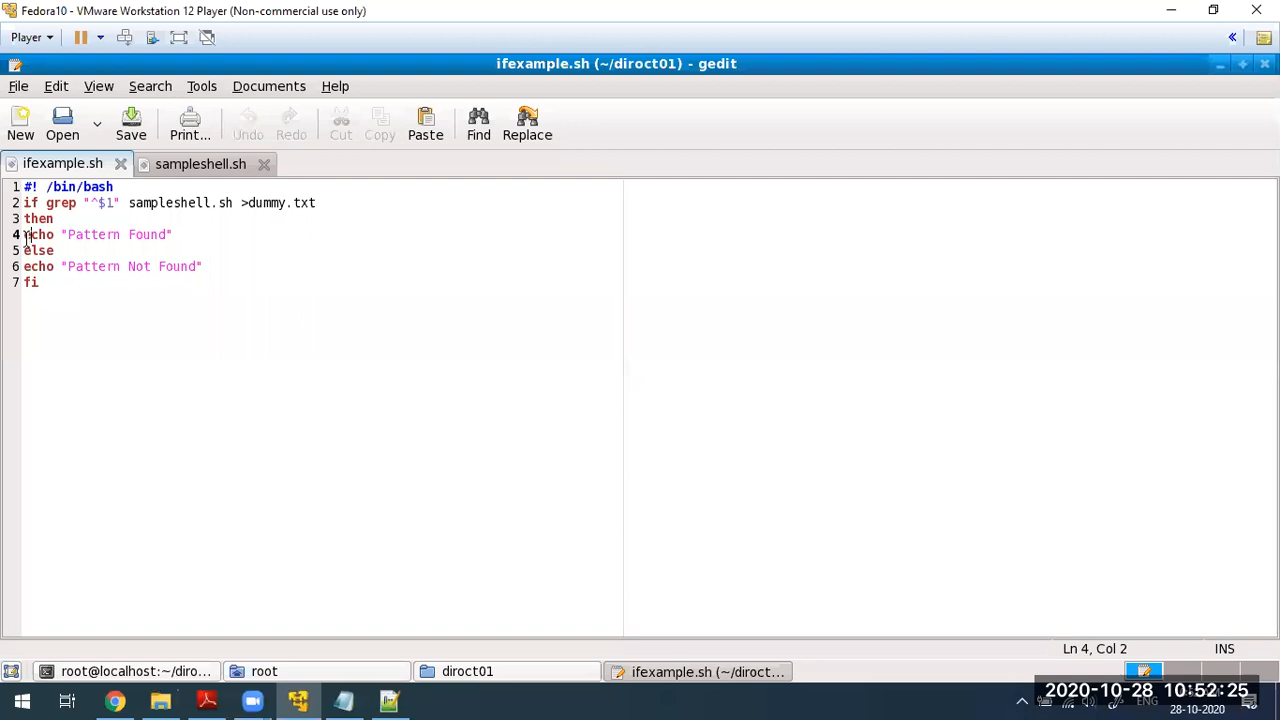 Fedora10 - VMware Workstation 12 Player (Non-commercial use only)
Player
ifexample.sh (~/diroct01) - gedit
File Edit View Search Tools Documents Help
New Open Save Print... Undo Redo Cut Copy Paste Find Replace
ifexample.sh sampleshell.sh
1 #! /bin/bash
2 if grep "^$1" sampleshell.sh >dummy.txt
3 then
4 echo "Pattern Found"
5 else
6 echo "Pattern Not Found"
7 fi
Ln 4, Col 2 INS
root@localhost:~/diro... root diroct01 ifexample.sh (~/diroct...
2020-10-28 10:52:25
ENG
28-10-2020